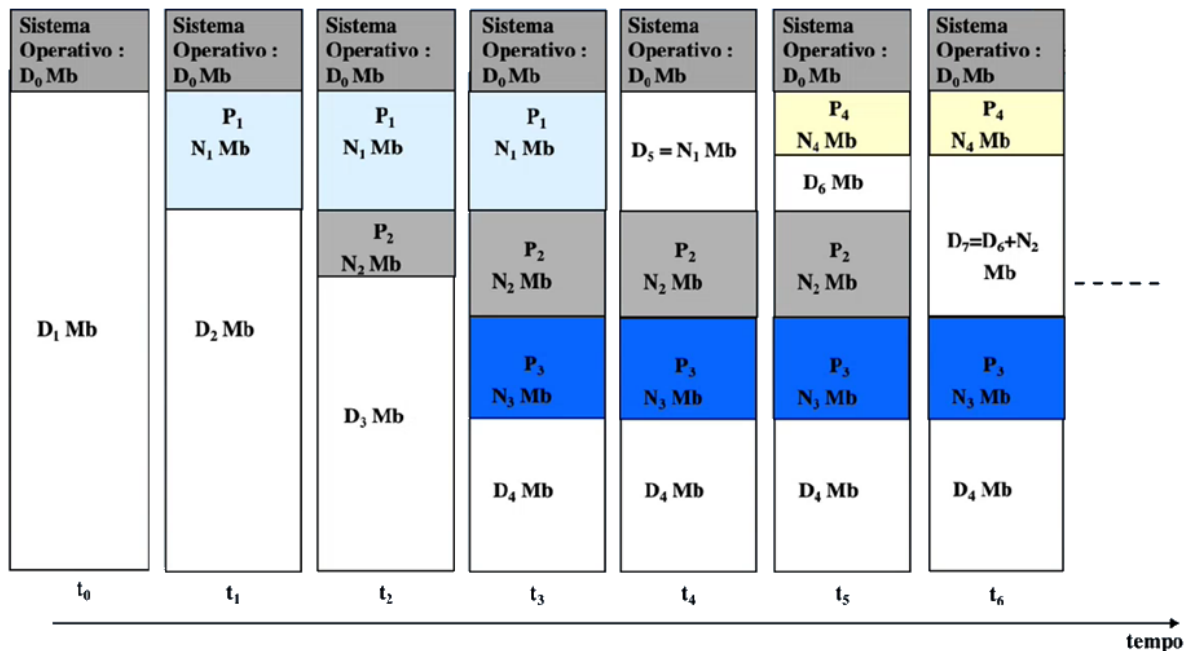 Sistema
Operativo :
D₀ Mb
D₁ Mb
t₀
Sistema
Operativo :
D₀ Mb
P₁
N₁ Mb
D₂ Mb
t₁
Sistema
Operativo :
D₀ Mb
P₁
N₁ Mb
P₂
N₂ Mb
D₃ Mb
t₂
Sistema
Operativo :
D₀ Mb
P₁
N₁ Mb
P₂
N₂ Mb
P₃
N₃ Mb
D₄ Mb
t₃
Sistema
Operativo :
D₀ Mb
D₅ = N₁ Mb
P₂
N₂ Mb
P₃
N₃ Mb
D₄ Mb
t₄
Sistema
Operativo :
D₀ Mb
P₄
N₄ Mb
D₆ Mb
P₂
N₂ Mb
P₃
N₃ Mb
D₄ Mb
t₅
Sistema
Operativo :
D₀ Mb
P₄
N₄ Mb
D₇=D₆+N₂
Mb
P₃
N₃ Mb
D₄ Mb
t₆
tempo